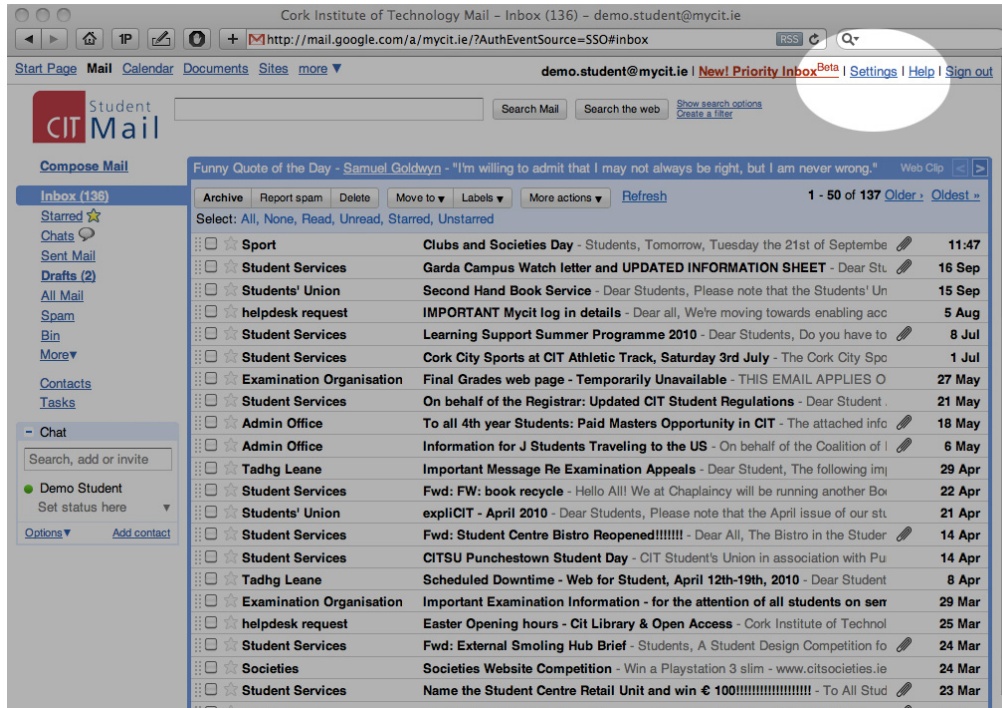 Cork Institute of Technology Mail – Inbox (136) – demo.student@mycit.ie
1P + http://mail.google.com/a/mycit.ie/?AuthEventSource=SSO#inbox RSS
Start Page Mail Calendar Documents Sites more ▼ demo.student@mycit.ie | New! Priority Inbox Beta | Settings | Help | Sign out
Student
CIT Mail
Search Mail Search the web Show search options
Create a filter
Compose Mail
Inbox (136)
Starred
Chats
Sent Mail
Drafts (2)
All Mail
Spam
Bin
More▼
Contacts
Tasks
– Chat
Search, add or invite
Demo Student
Set status here ▼
Options▼ Add contact
Funny Quote of the Day - Samuel Goldwyn - "I'm willing to admit that I may not always be right, but I am never wrong." Web Clip < >
Archive Report spam Delete Move to ▼ Labels ▼ More actions ▼ Refresh 1 - 50 of 137 Older › Oldest »
Select: All, None, Read, Unread, Starred, Unstarred
Sport Clubs and Societies Day - Students, Tomorrow, Tuesday the 21st of Septembe 11:47
Student Services Garda Campus Watch letter and UPDATED INFORMATION SHEET - Dear Stu 16 Sep
Students' Union Second Hand Book Service - Dear Students, Please note that the Students' Un 15 Sep
helpdesk request IMPORTANT Mycit log in details - Dear all, We're moving towards enabling acc 5 Aug
Student Services Learning Support Summer Programme 2010 - Dear Students, Do you have to 8 Jul
Student Services Cork City Sports at CIT Athletic Track, Saturday 3rd July - The Cork City Spo 1 Jul
Examination Organisation Final Grades web page - Temporarily Unavailable - THIS EMAIL APPLIES O 27 May
Student Services On behalf of the Registrar: Updated CIT Student Regulations - Dear Student 21 May
Admin Office To all 4th year Students: Paid Masters Opportunity in CIT - The attached info 18 May
Admin Office Information for J Students Traveling to the US - On behalf of the Coalition of 6 May
Tadhg Leane Important Message Re Examination Appeals - Dear Student, The following imp 29 Apr
Student Services Fwd: FW: book recycle - Hello All! We at Chaplaincy will be running another Bo 22 Apr
Students' Union expliCIT - April 2010 - Dear Students, Please note that the April issue of our stu 21 Apr
Student Services Fwd: Student Centre Bistro Reopened!!!!!!! - Dear All, The Bistro in the Studen 14 Apr
Student Services CITSU Punchestown Student Day - CIT Student's Union in association with Pu 14 Apr
Tadhg Leane Scheduled Downtime - Web for Student, April 12th-19th, 2010 - Dear Student 8 Apr
Examination Organisation Important Examination Information - for the attention of all students on sem 29 Mar
helpdesk request Easter Opening hours - Cit Library & Open Access - Cork Institute of Technol 25 Mar
Student Services Fwd: External Smoling Hub Brief - Students, A Student Design Competition fo 24 Mar
Societies Societies Website Competition - Win a Playstation 3 slim - www.citsocieties.ie 24 Mar
Student Services Name the Student Centre Retail Unit and win € 100!!!!!!!!!!!!!!!!!!! - To All Stud 23 Mar